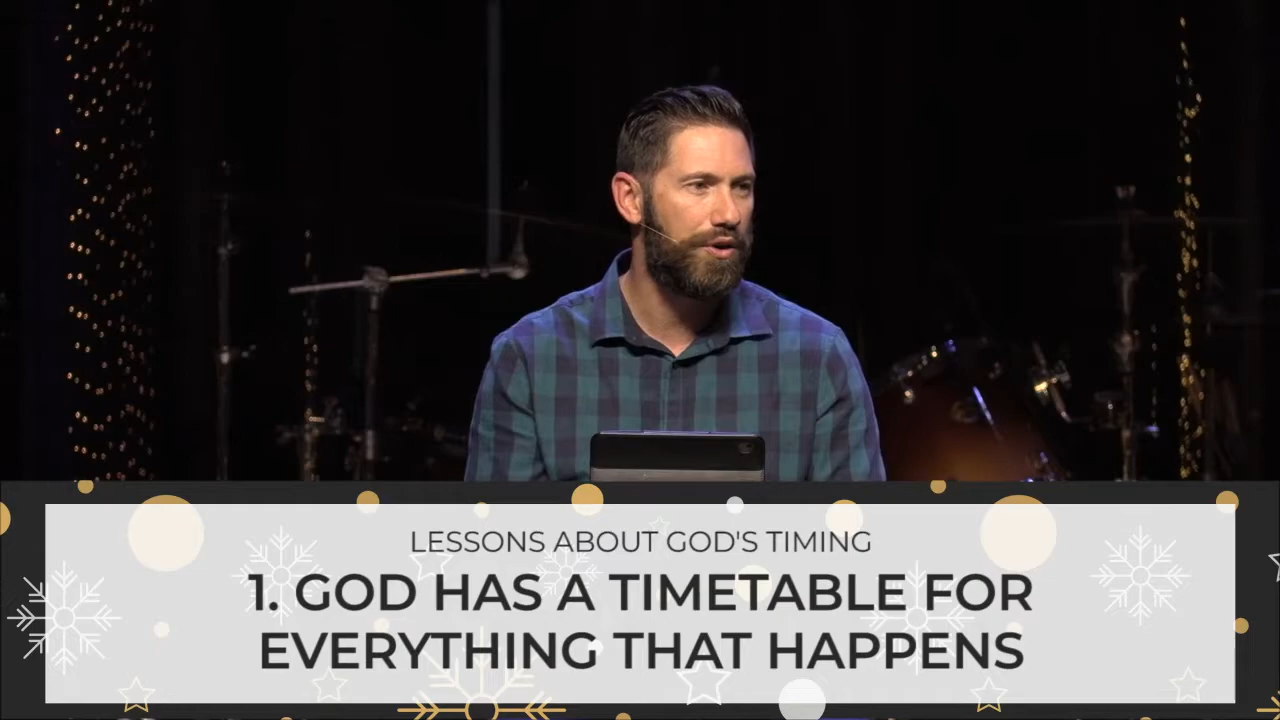 LESSONS ABOUT GOD'S TIMING
1. GOD HAS A TIMETABLE FOR
EVERYTHING THAT HAPPENS